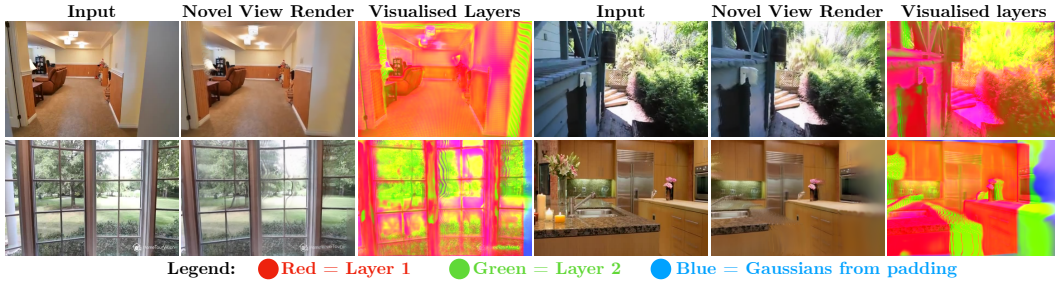 Input Novel View Render Visualised Layers Input Novel View Render Visualised layers
Legend: Red = Layer 1 Green = Layer 2 Blue = Gaussians from padding